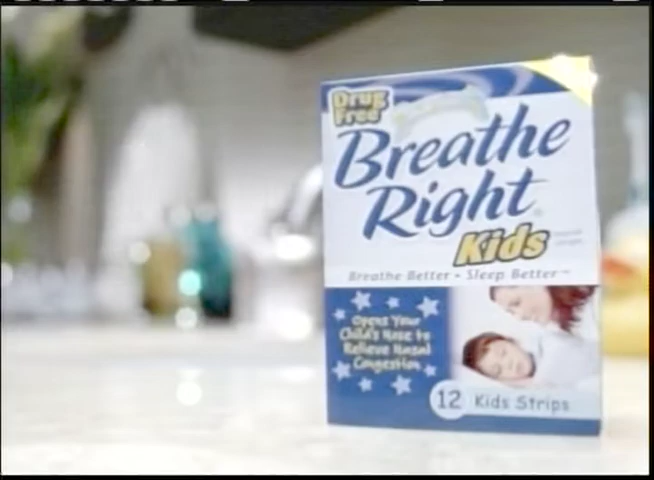 Drug
Free
Breathe
Right
Kids
Breathe Better • Sleep Better™
Opens Your
Child's Nose to
Relieve Nasal
Congestion
12 Kids Strips